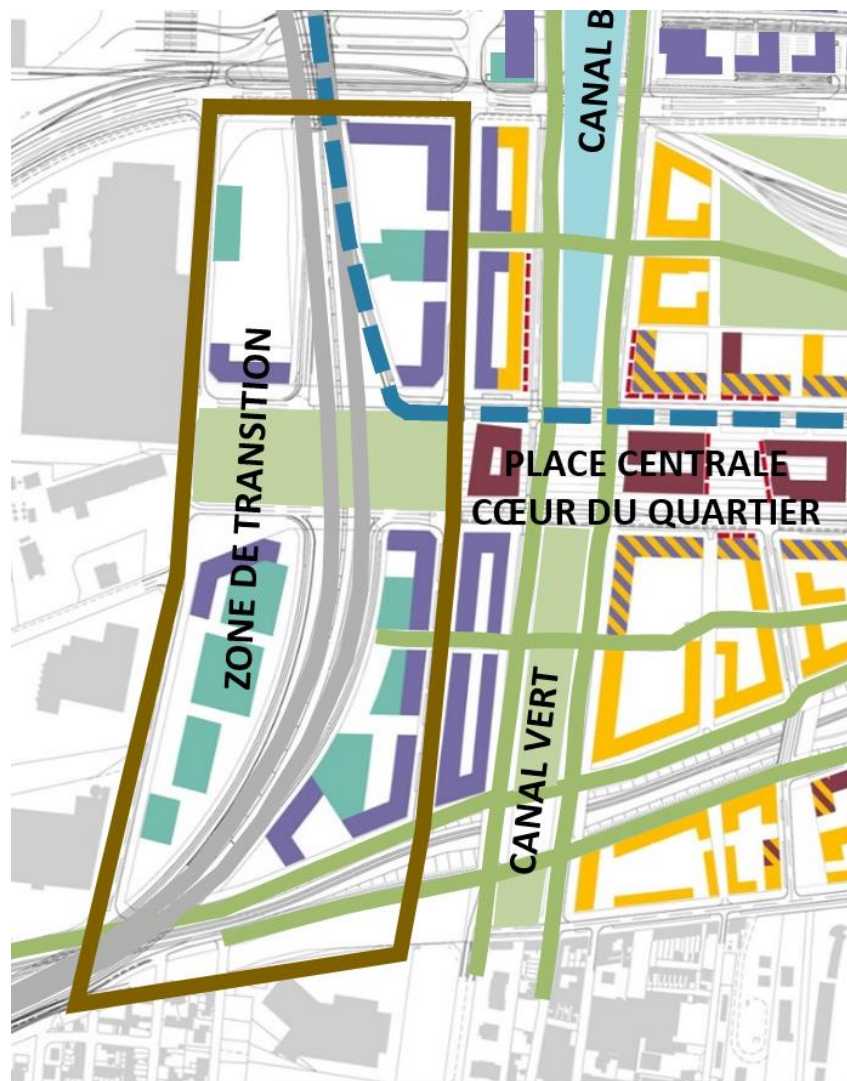 CANAL B
ZONE DE TRANSITION
PLACE CENTRALE
CŒUR DU QUARTIER
CANAL VERT